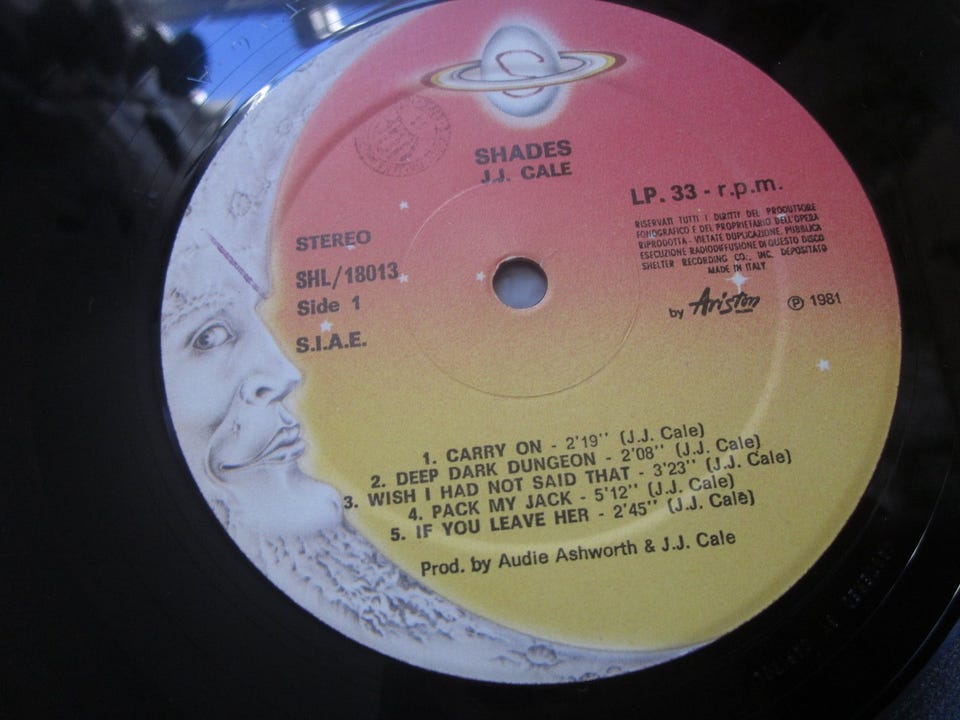 SHADES
J.J. CALE
STEREO
SHL/18013
Side 1
S.I.A.E.
LP. 33 - r.p.m.
RISERVATI TUTTI I DIRITTI DEL PRODUTTORE
FONOGRAFICO E DEL PROPRIETARIO DELL'OPERA
RIPRODOTTA - VIETATE DUPLICAZIONE, PUBBLICA
ESECUZIONE RADIODIFFUSIONE DI QUESTO DISCO
SHELTER RECORDING CO., INC. DEPOSITATO
MADE IN ITALY
by Ariston ℗ 1981
1. CARRY ON - 2'19'' (J.J. Cale)
2. DEEP DARK DUNGEON - 2'08'' (J.J. Cale)
3. WISH I HAD NOT SAID THAT - 3'23'' (J.J. Cale)
4. PACK MY JACK - 5'12'' (J.J. Cale)
5. IF YOU LEAVE HER - 2'45'' (J.J. Cale)
Prod. by Audie Ashworth & J.J. Cale